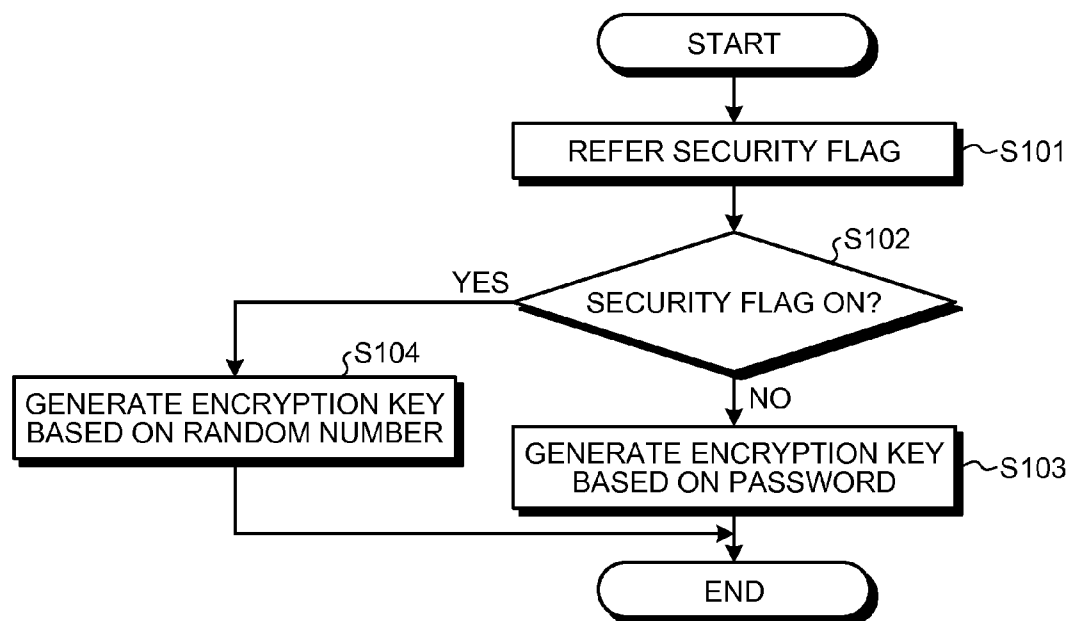 START
REFER SECURITY FLAG
S101
S102
SECURITY FLAG ON?
YES
S104
GENERATE ENCRYPTION KEY
BASED ON RANDOM NUMBER
NO
GENERATE ENCRYPTION KEY
BASED ON PASSWORD
S103
END